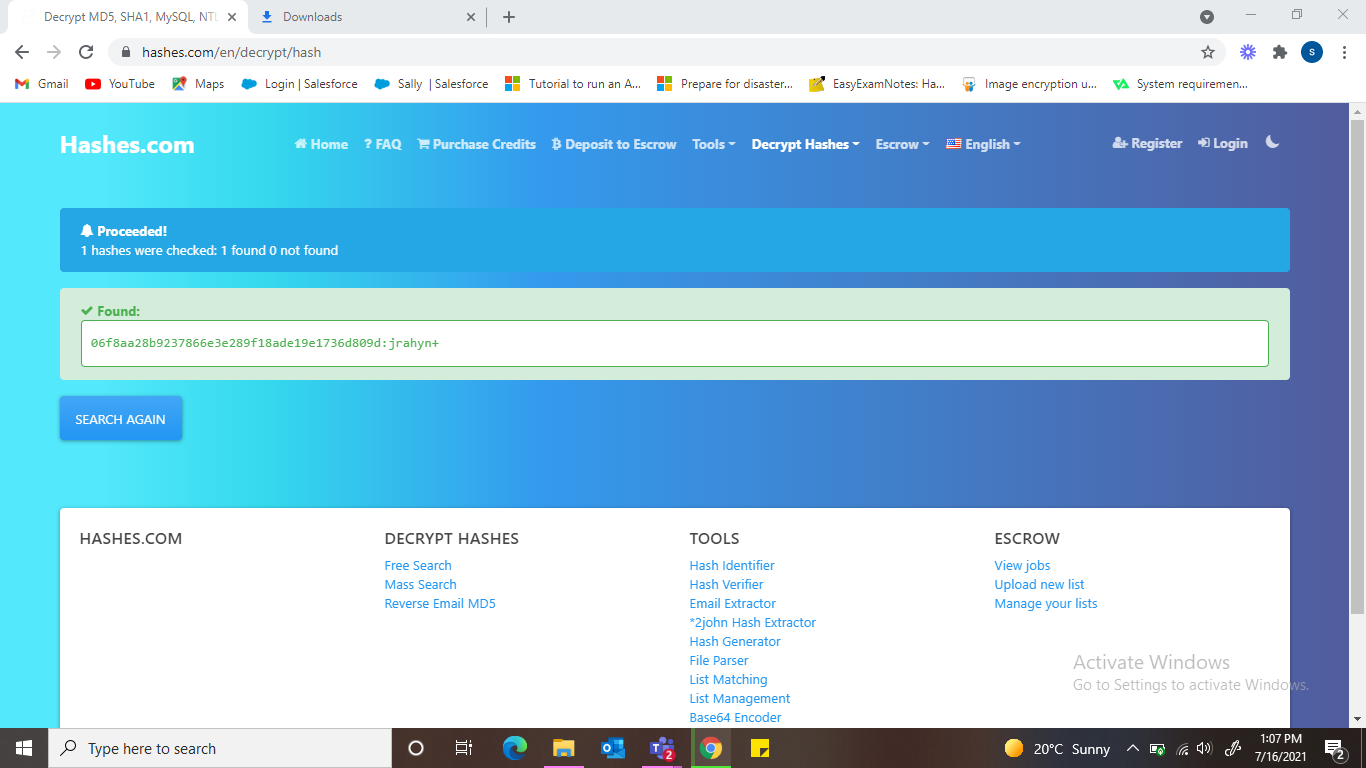 Decrypt MD5, SHA1, MySQL, NTL
Downloads
hashes.com/en/decrypt/hash
S
Gmail
YouTube
Maps
Login | Salesforce
Sally | Salesforce
Tutorial to run an A...
Prepare for disaster...
EasyExamNotes: Ha...
Image encryption u...
System requiremen...
Hashes.com
Home
? FAQ
Purchase Credits
Deposit to Escrow
Tools
Decrypt Hashes
Escrow
English
Register
Login
Proceeded!
1 hashes were checked: 1 found 0 not found
Found:
06f8aa28b9237866e3e289f18ade19e1736d809d:jrahyn+
SEARCH AGAIN
HASHES.COM
DECRYPT HASHES
Free Search
Mass Search
Reverse Email MD5
TOOLS
Hash Identifier
Hash Verifier
Email Extractor
*2john Hash Extractor
Hash Generator
File Parser
List Matching
List Management
Base64 Encoder
ESCROW
View jobs
Upload new list
Manage your lists
Activate Windows
Go to Settings to activate Windows.
Type here to search
2
20°C Sunny
1:07 PM
7/16/2021
2